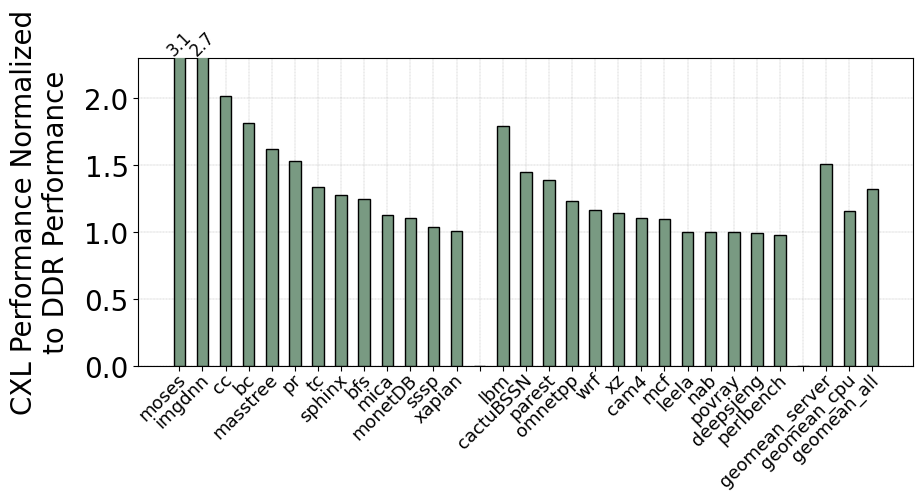 3.1
2.7
CXL Performance Normalized
to DDR Performance
2.0
1.5
1.0
0.5
0.0
moses
imgdnn
cc
bc
masstree
pr
tc
sphinx
bfs
mica
monetDB
sssp
xapian
lbm
cactuBSSN
parest
omnetpp
wrf
xz
cam4
mcf
leela
nab
povray
deepsjeng
perlbench
geomean_server
geomean_cpu
geomean_all